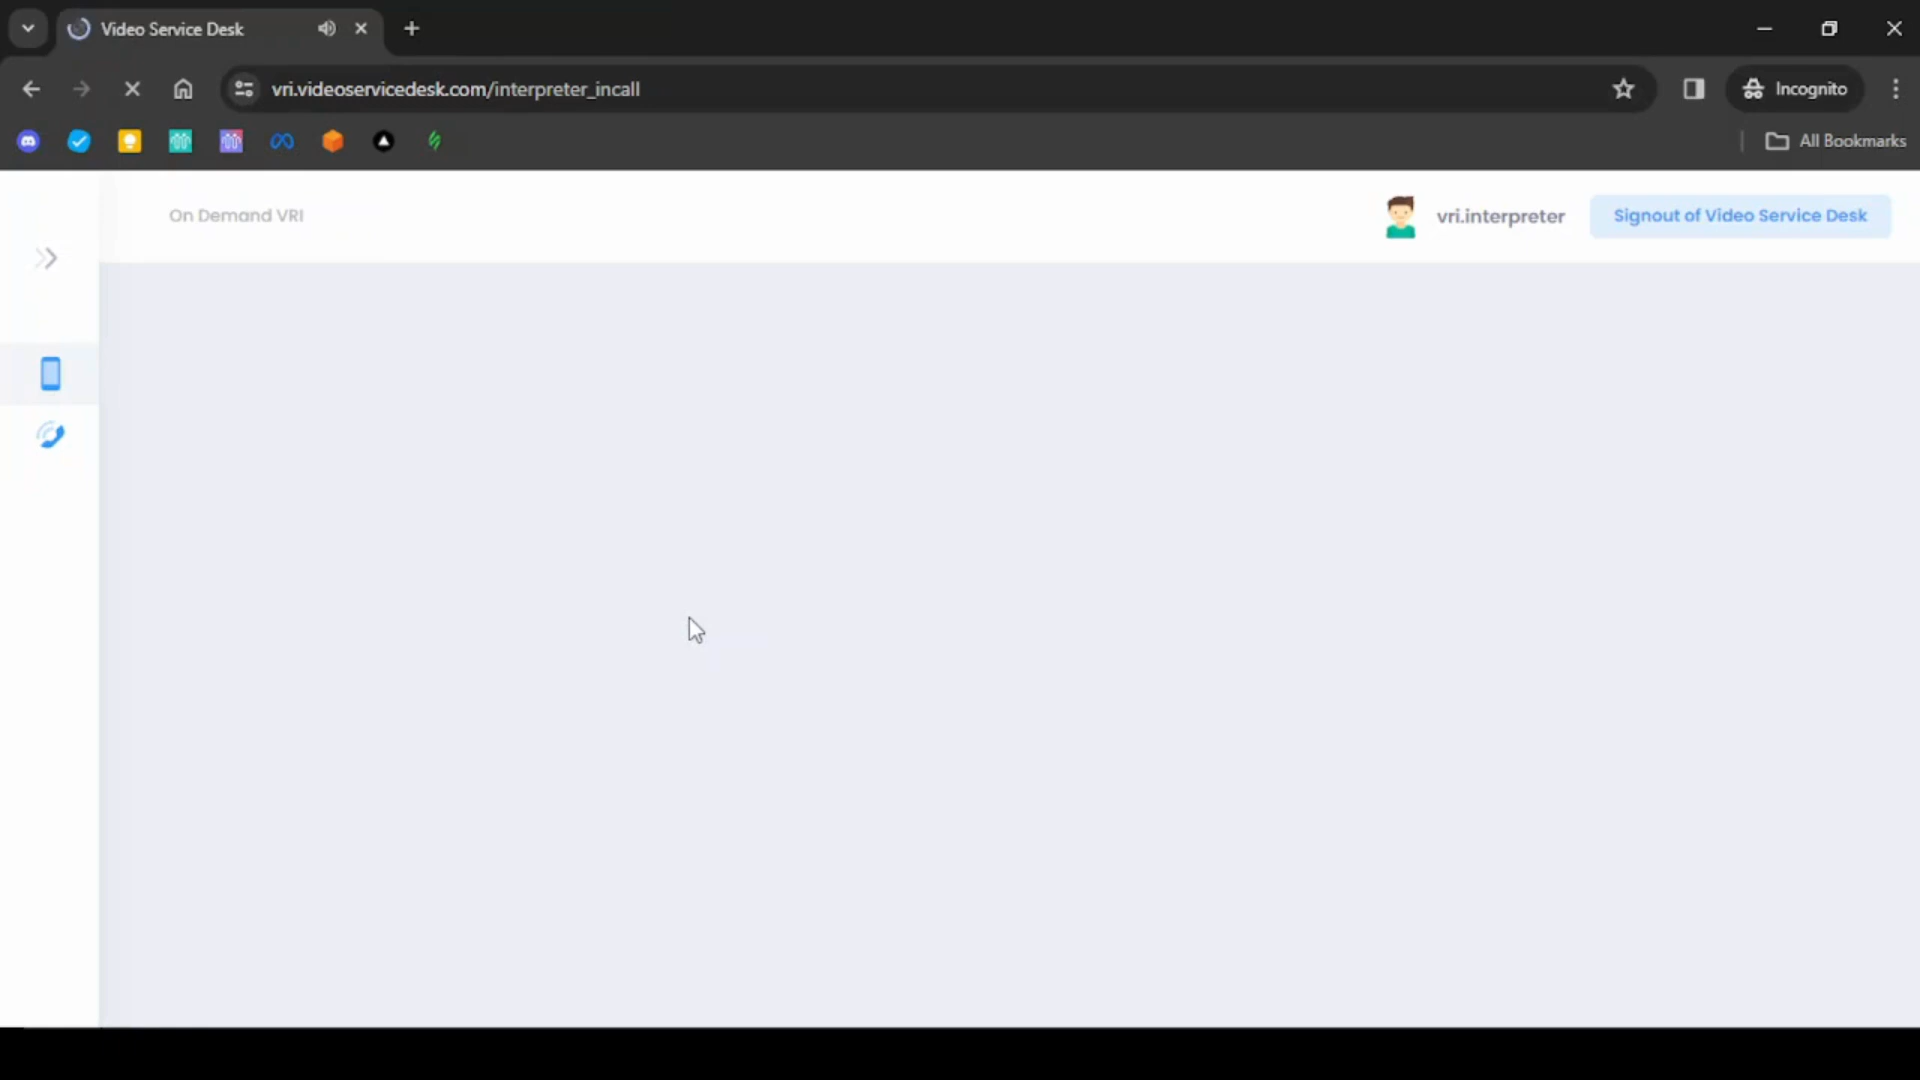 Video Service Desk
vri.videoservicedesk.com/interpreter_incall
Incognito
All Bookmarks
On Demand VRI
vri.interpreter
Signout of Video Service Desk